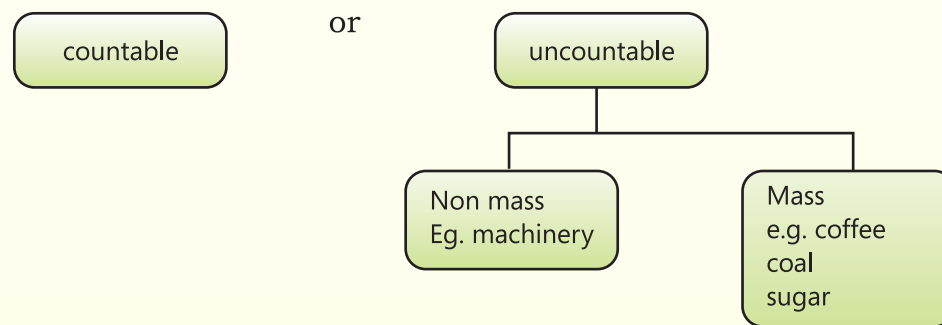 countable
or
uncountable
Non mass
Eg. machinery
Mass
e.g. coffee
coal
sugar